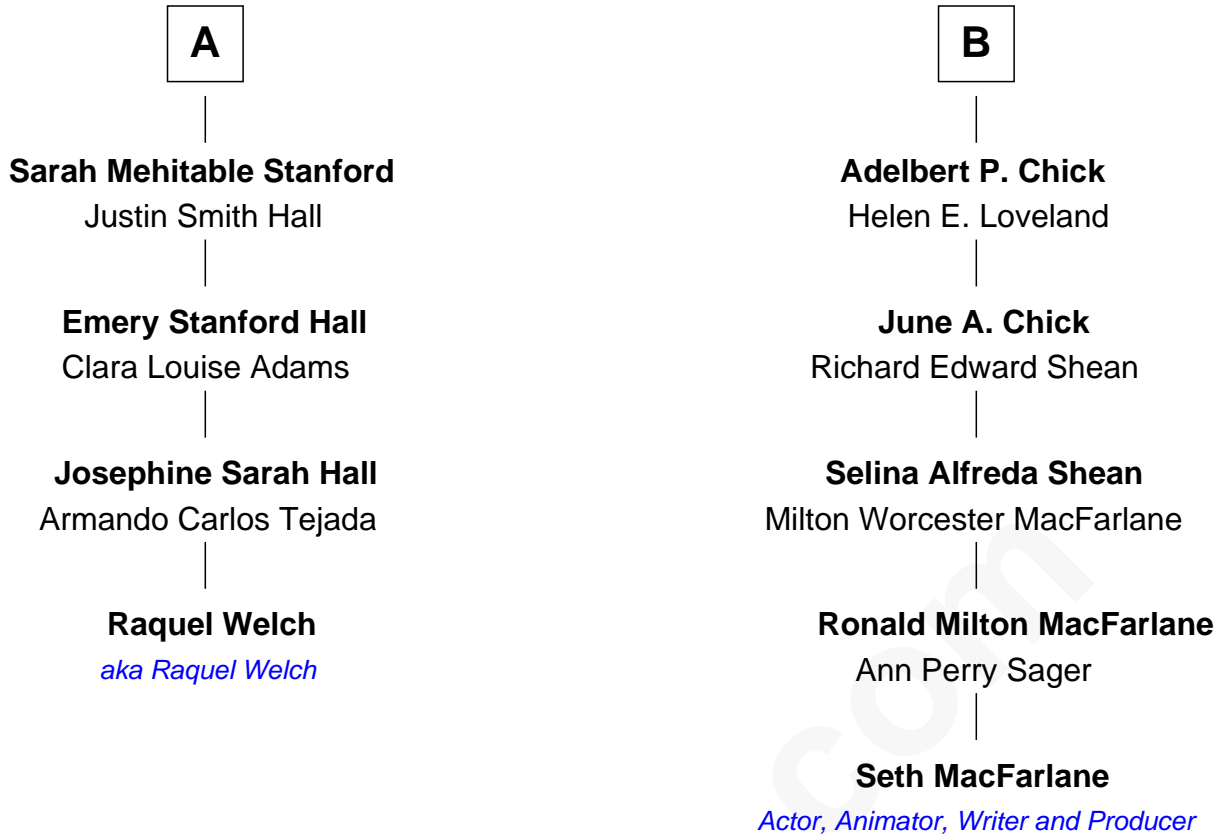 A
Sarah Mehitable Stanford
Justin Smith Hall
Emery Stanford Hall
Clara Louise Adams
Josephine Sarah Hall
Armando Carlos Tejada
Raquel Welch
aka Raquel Welch
B
Adelbert P. Chick
Helen E. Loveland
June A. Chick
Richard Edward Shean
Selina Alfreda Shean
Milton Worcester MacFarlane
Ronald Milton MacFarlane
Ann Perry Sager
Seth MacFarlane
Actor, Animator, Writer and Producer
com